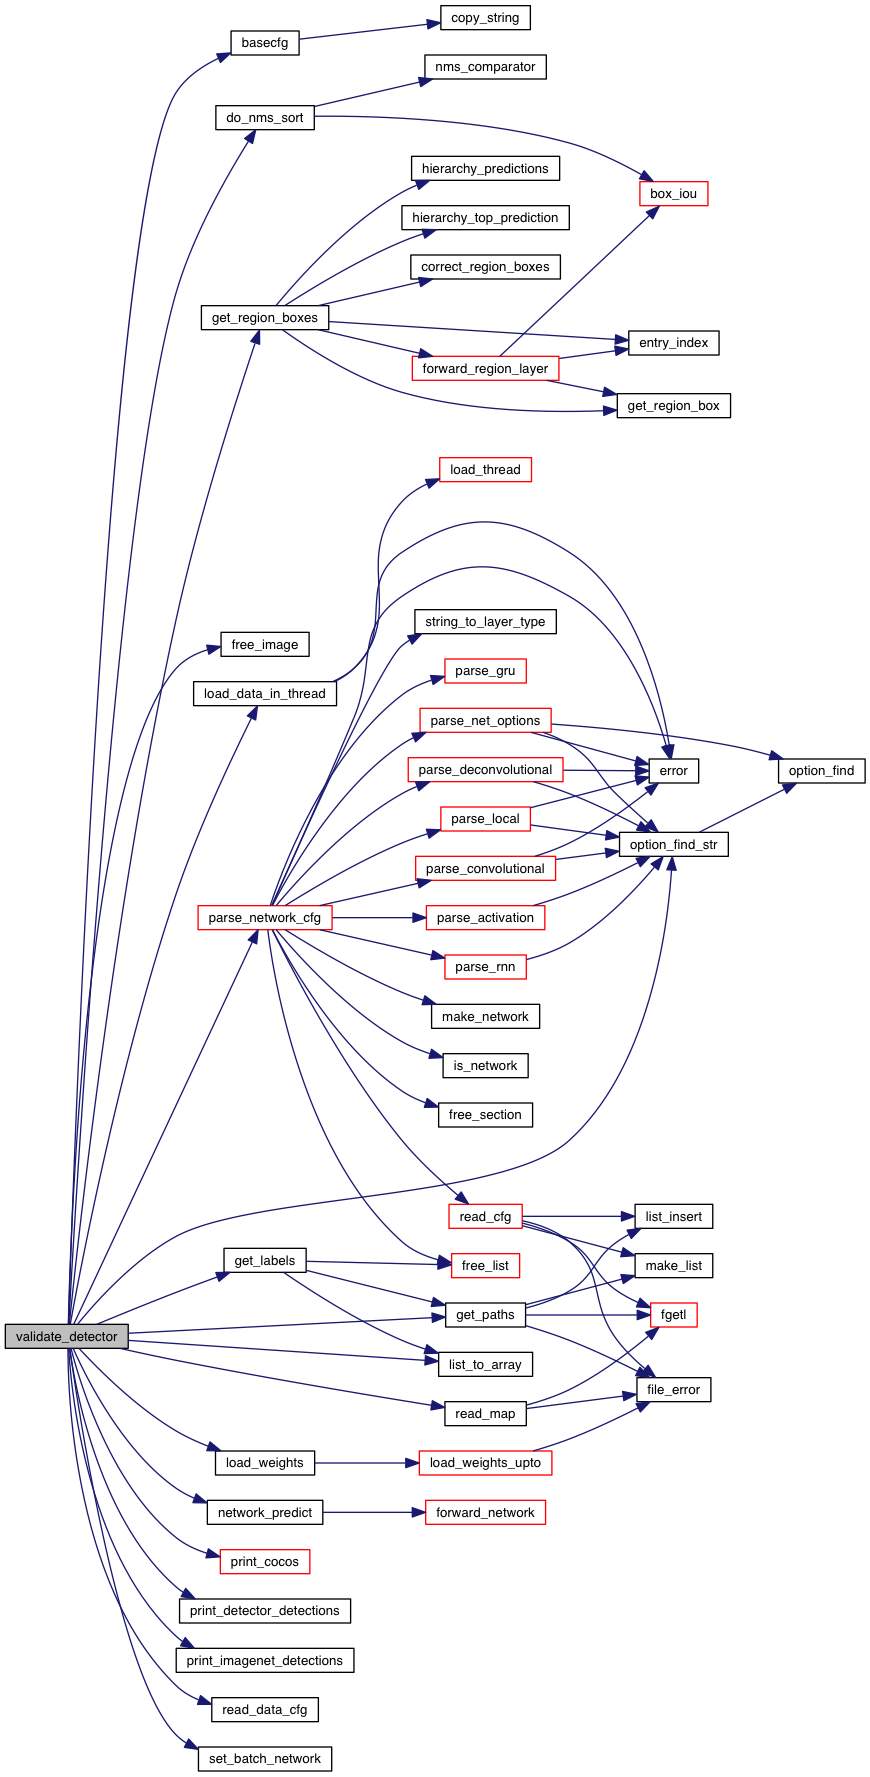 copy_string
basecfg
nms_comparator
do_nms_sort
hierarchy_predictions
box_iou
hierarchy_top_prediction
correct_region_boxes
get_region_boxes
entry_index
forward_region_layer
get_region_box
load_thread
string_to_layer_type
free_image
parse_gru
load_data_in_thread
parse_net_options
parse_deconvolutional
error
option_find
parse_local
option_find_str
parse_convolutional
parse_network_cfg
parse_activation
parse_rnn
make_network
is_network
free_section
read_cfg
list_insert
get_labels
free_list
make_list
get_paths
fgetl
validate_detector
list_to_array
file_error
read_map
load_weights
load_weights_upto
network_predict
forward_network
print_cocos
print_detector_detections
print_imagenet_detections
read_data_cfg
set_batch_network